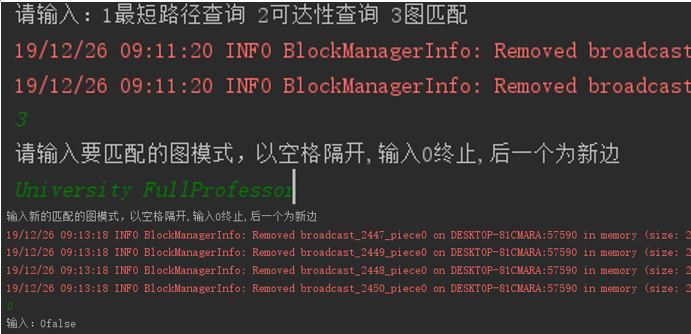 请输入：1最短路径查询 2可达性查询 3图匹配
19/12/26 09:11:20 INFO BlockManagerInfo: Removed broadcast
19/12/26 09:11:20 INFO BlockManagerInfo: Removed broadcast
3
请输入要匹配的图模式，以空格隔开,输入0终止,后一个为新边
University FullProfessor
输入新的匹配的图模式，以空格隔开,输入0终止,后一个为新边
19/12/26 09:13:18 INFO BlockManagerInfo: Removed broadcast_2447_piece0 on DESKTOP-81CMARA:57590 in memory (size: 2
19/12/26 09:13:18 INFO BlockManagerInfo: Removed broadcast_2449_piece0 on DESKTOP-81CMARA:57590 in memory (size: 2
19/12/26 09:13:18 INFO BlockManagerInfo: Removed broadcast_2448_piece0 on DESKTOP-81CMARA:57590 in memory (size: 2
19/12/26 09:13:18 INFO BlockManagerInfo: Removed broadcast_2450_piece0 on DESKTOP-81CMARA:57590 in memory (size: 2
0
输入：0false